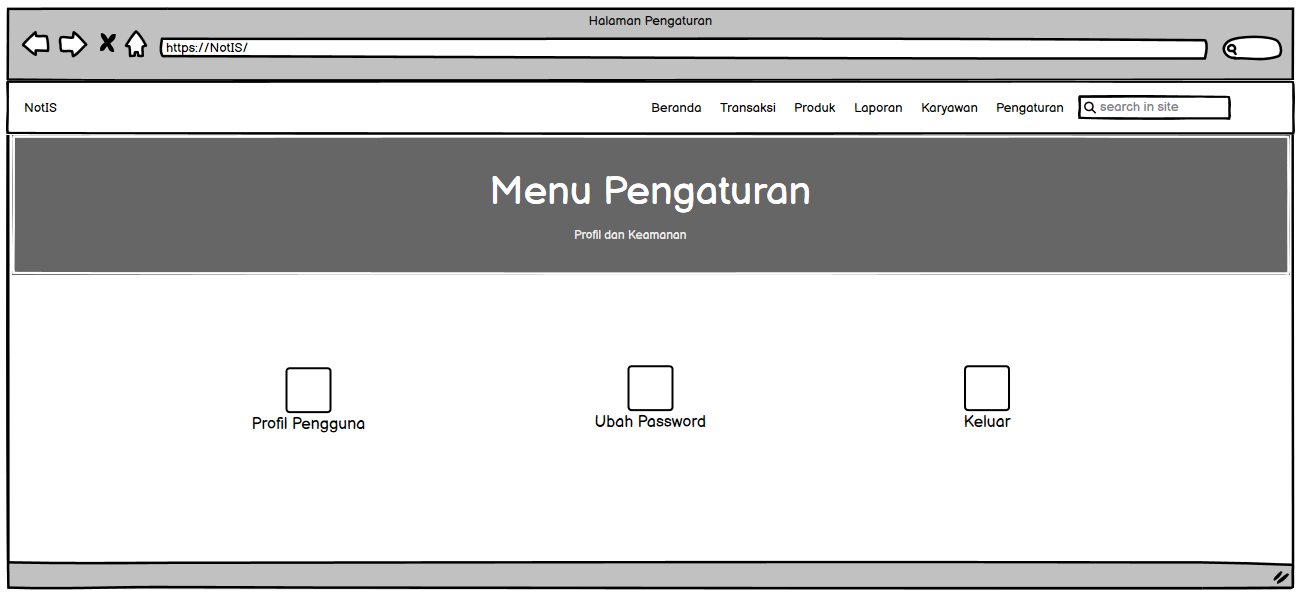 Halaman Pengaturan
https://NotIS/
NotIS Beranda Transaksi Produk Laporan Karyawan Pengaturan search in site
Menu Pengaturan
Profil dan Keamanan
Profil Pengguna Ubah Password Keluar